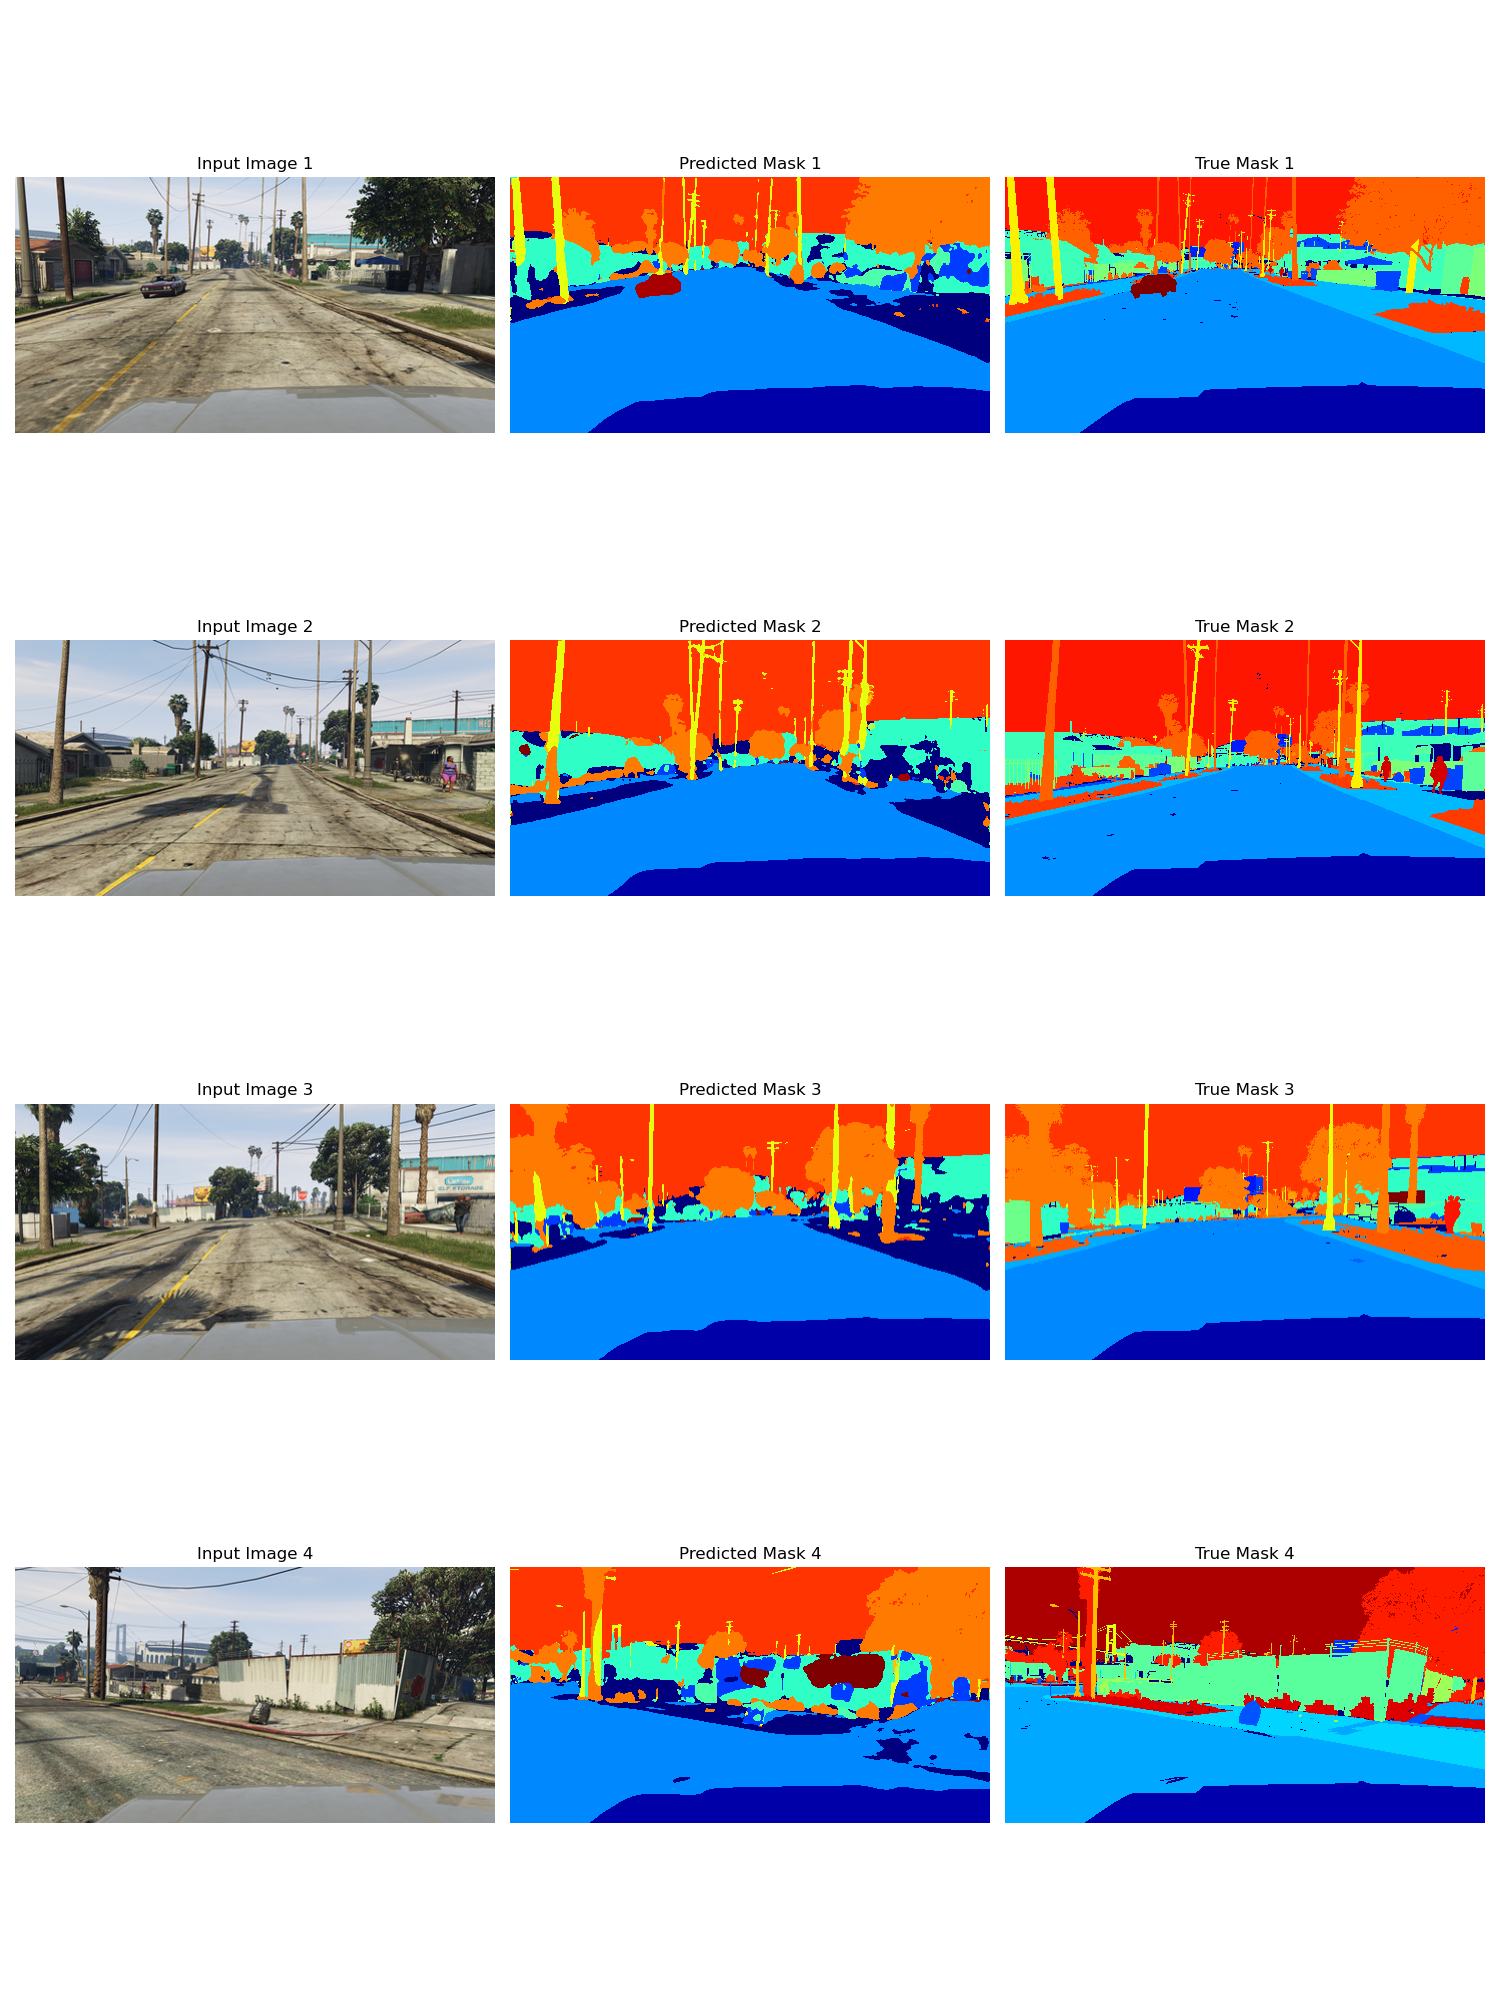 Input Image 1
Predicted Mask 1
True Mask 1
Input Image 2
Predicted Mask 2
True Mask 2
Input Image 3
Predicted Mask 3
True Mask 3
Input Image 4
Predicted Mask 4
True Mask 4